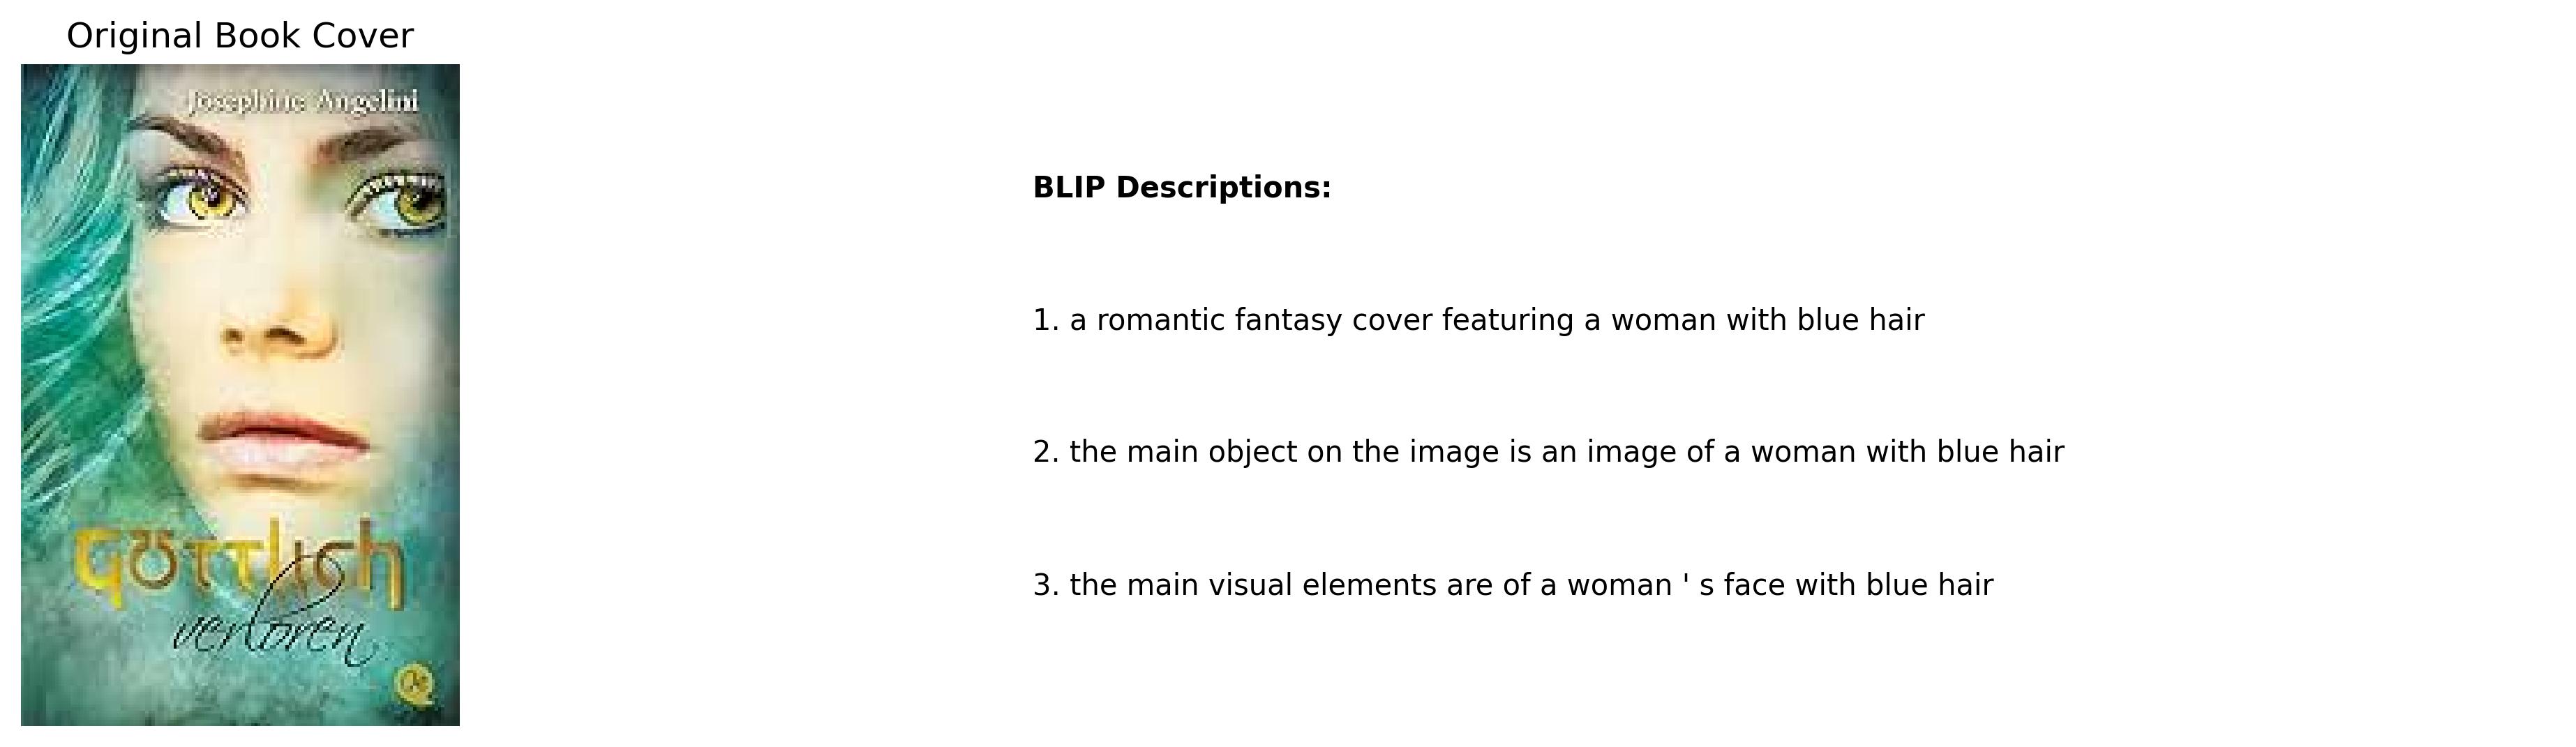 Original Book Cover
Josephine Angelini
Göttlich
verloren
BLIP Descriptions:
1. a romantic fantasy cover featuring a woman with blue hair
2. the main object on the image is an image of a woman with blue hair
3. the main visual elements are of a woman ' s face with blue hair